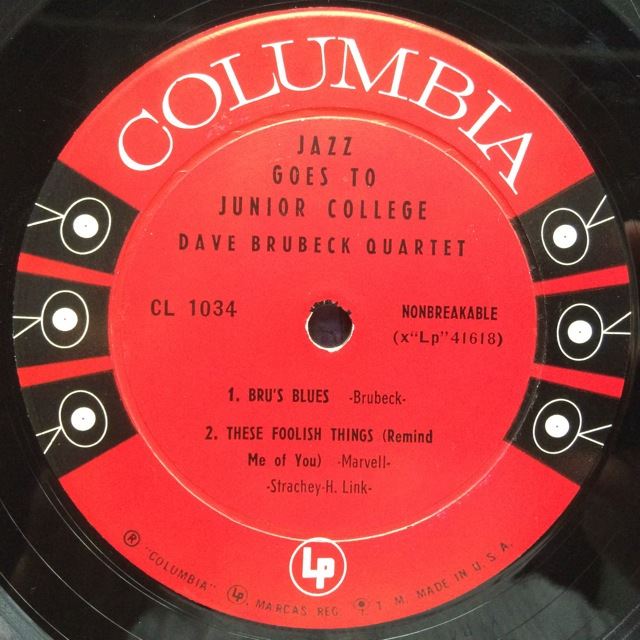 COLUMBIA
JAZZ
GOES TO
JUNIOR COLLEGE
DAVE BRUBECK QUARTET
CL 1034
NONBREAKABLE
(x"Lp"41618)
1. BRU'S BLUES -Brubeck-
2. THESE FOOLISH THINGS (Remind
Me of You) -Marvell-
-Strachey-H. Link-
Lp
® "COLUMBIA" Lp MARCAS REG. T. M. MADE IN U. S. A.